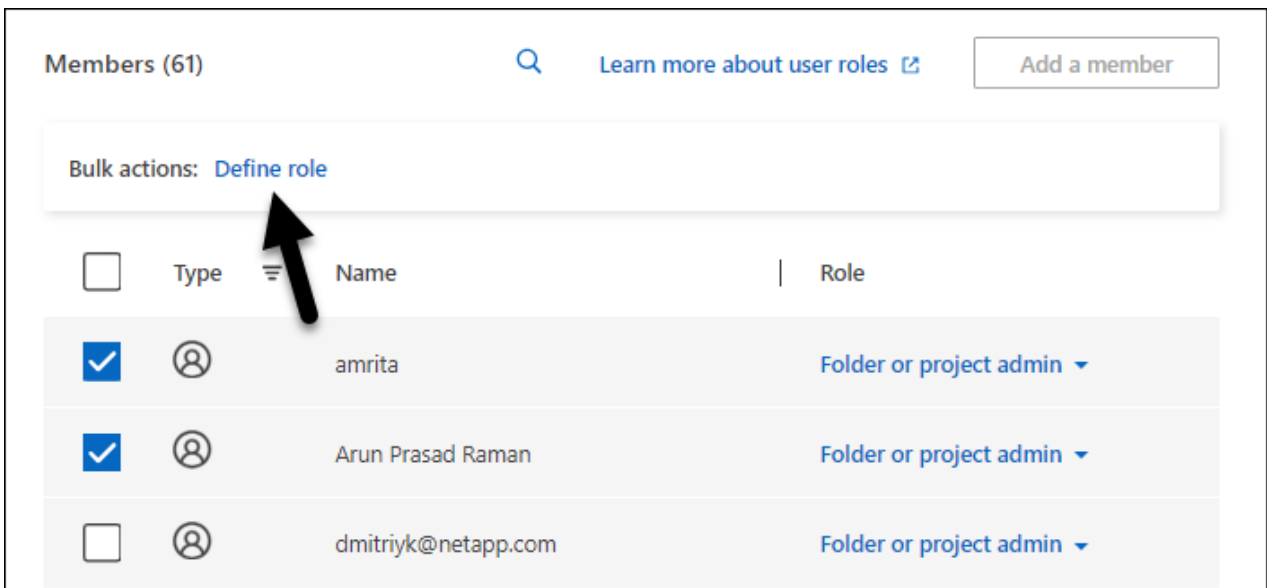 Members (61) Learn more about user roles Add a member
Bulk actions: Define role
Type Name Role
amrita Folder or project admin
Arun Prasad Raman Folder or project admin
dmitriyk@netapp.com Folder or project admin